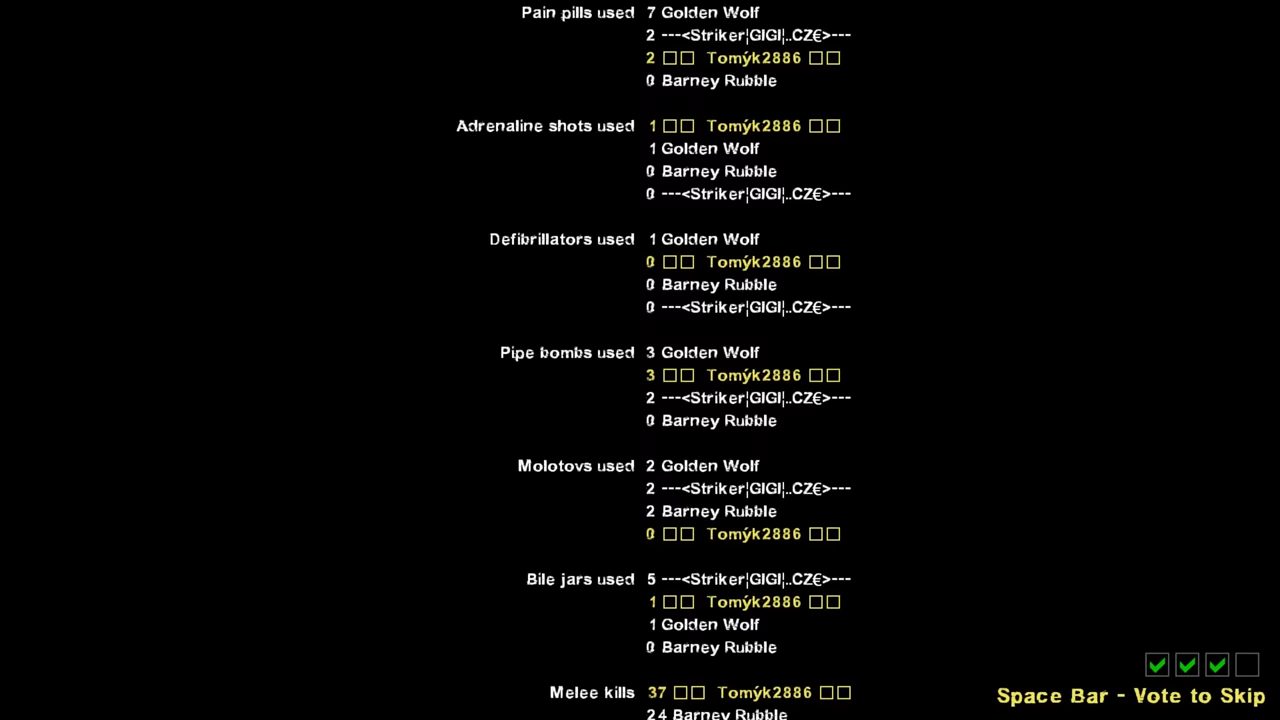 Pain pills used 7 Golden Wolf
2 ---<Striker¦GIGI¦..CZ€>---
2 □□ Tomýk2886 □□
0 Barney Rubble
Adrenaline shots used 1 □□ Tomýk2886 □□
1 Golden Wolf
0 Barney Rubble
0 ---<Striker¦GIGI¦..CZ€>---
Defibrillators used 1 Golden Wolf
0 □□ Tomýk2886 □□
0 Barney Rubble
0 ---<Striker¦GIGI¦..CZ€>---
Pipe bombs used 3 Golden Wolf
3 □□ Tomýk2886 □□
2 ---<Striker¦GIGI¦..CZ€>---
0 Barney Rubble
Molotovs used 2 Golden Wolf
2 ---<Striker¦GIGI¦..CZ€>---
2 Barney Rubble
0 □□ Tomýk2886 □□
Bile jars used 5 ---<Striker¦GIGI¦..CZ€>---
1 □□ Tomýk2886 □□
1 Golden Wolf
0 Barney Rubble
Melee kills 37 □□ Tomýk2886 □□
24 Barney Rubble
Space Bar - Vote to Skip